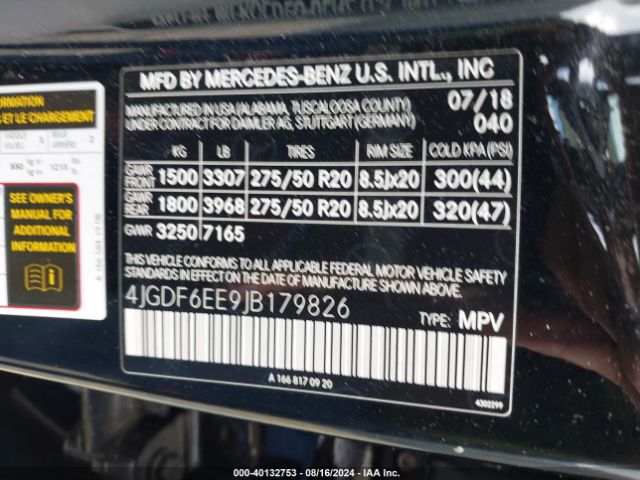 MFD BY MERCEDES-BENZ U.S. INTL., INC
MANUFACTURED IN USA (ALABAMA, TUSCALOOSA COUNTY) 07/18
UNDER CONTRACT FOR DAIMLER AG, STUTTGART (GERMANY) 040
KG LB TIRES RIM SIZE COLD KPA (PSI)
GAWR FRONT 1500 3307 275/50 R20 8.5Jx20 300(44)
GAWR REAR 1800 3968 275/50 R20 8.5Jx20 320(47)
GVWR 3250 7165
THIS VEHICLE CONFORMS TO ALL APPLICABLE FEDERAL MOTOR VEHICLE SAFETY
STANDARDS IN EFFECT ON THE DATE OF MANUFACTURE SHOWN ABOVE.
4JGDF6EE9JB179826
TYPE: MPV
A 166 817 09 20
4302299
FORMATION
S ET LE CHARGEMENT
SEE OWNER'S
MANUAL FOR
ADDITIONAL
INFORMATION
000-40132753 - 08/16/2024 - IAA Inc.